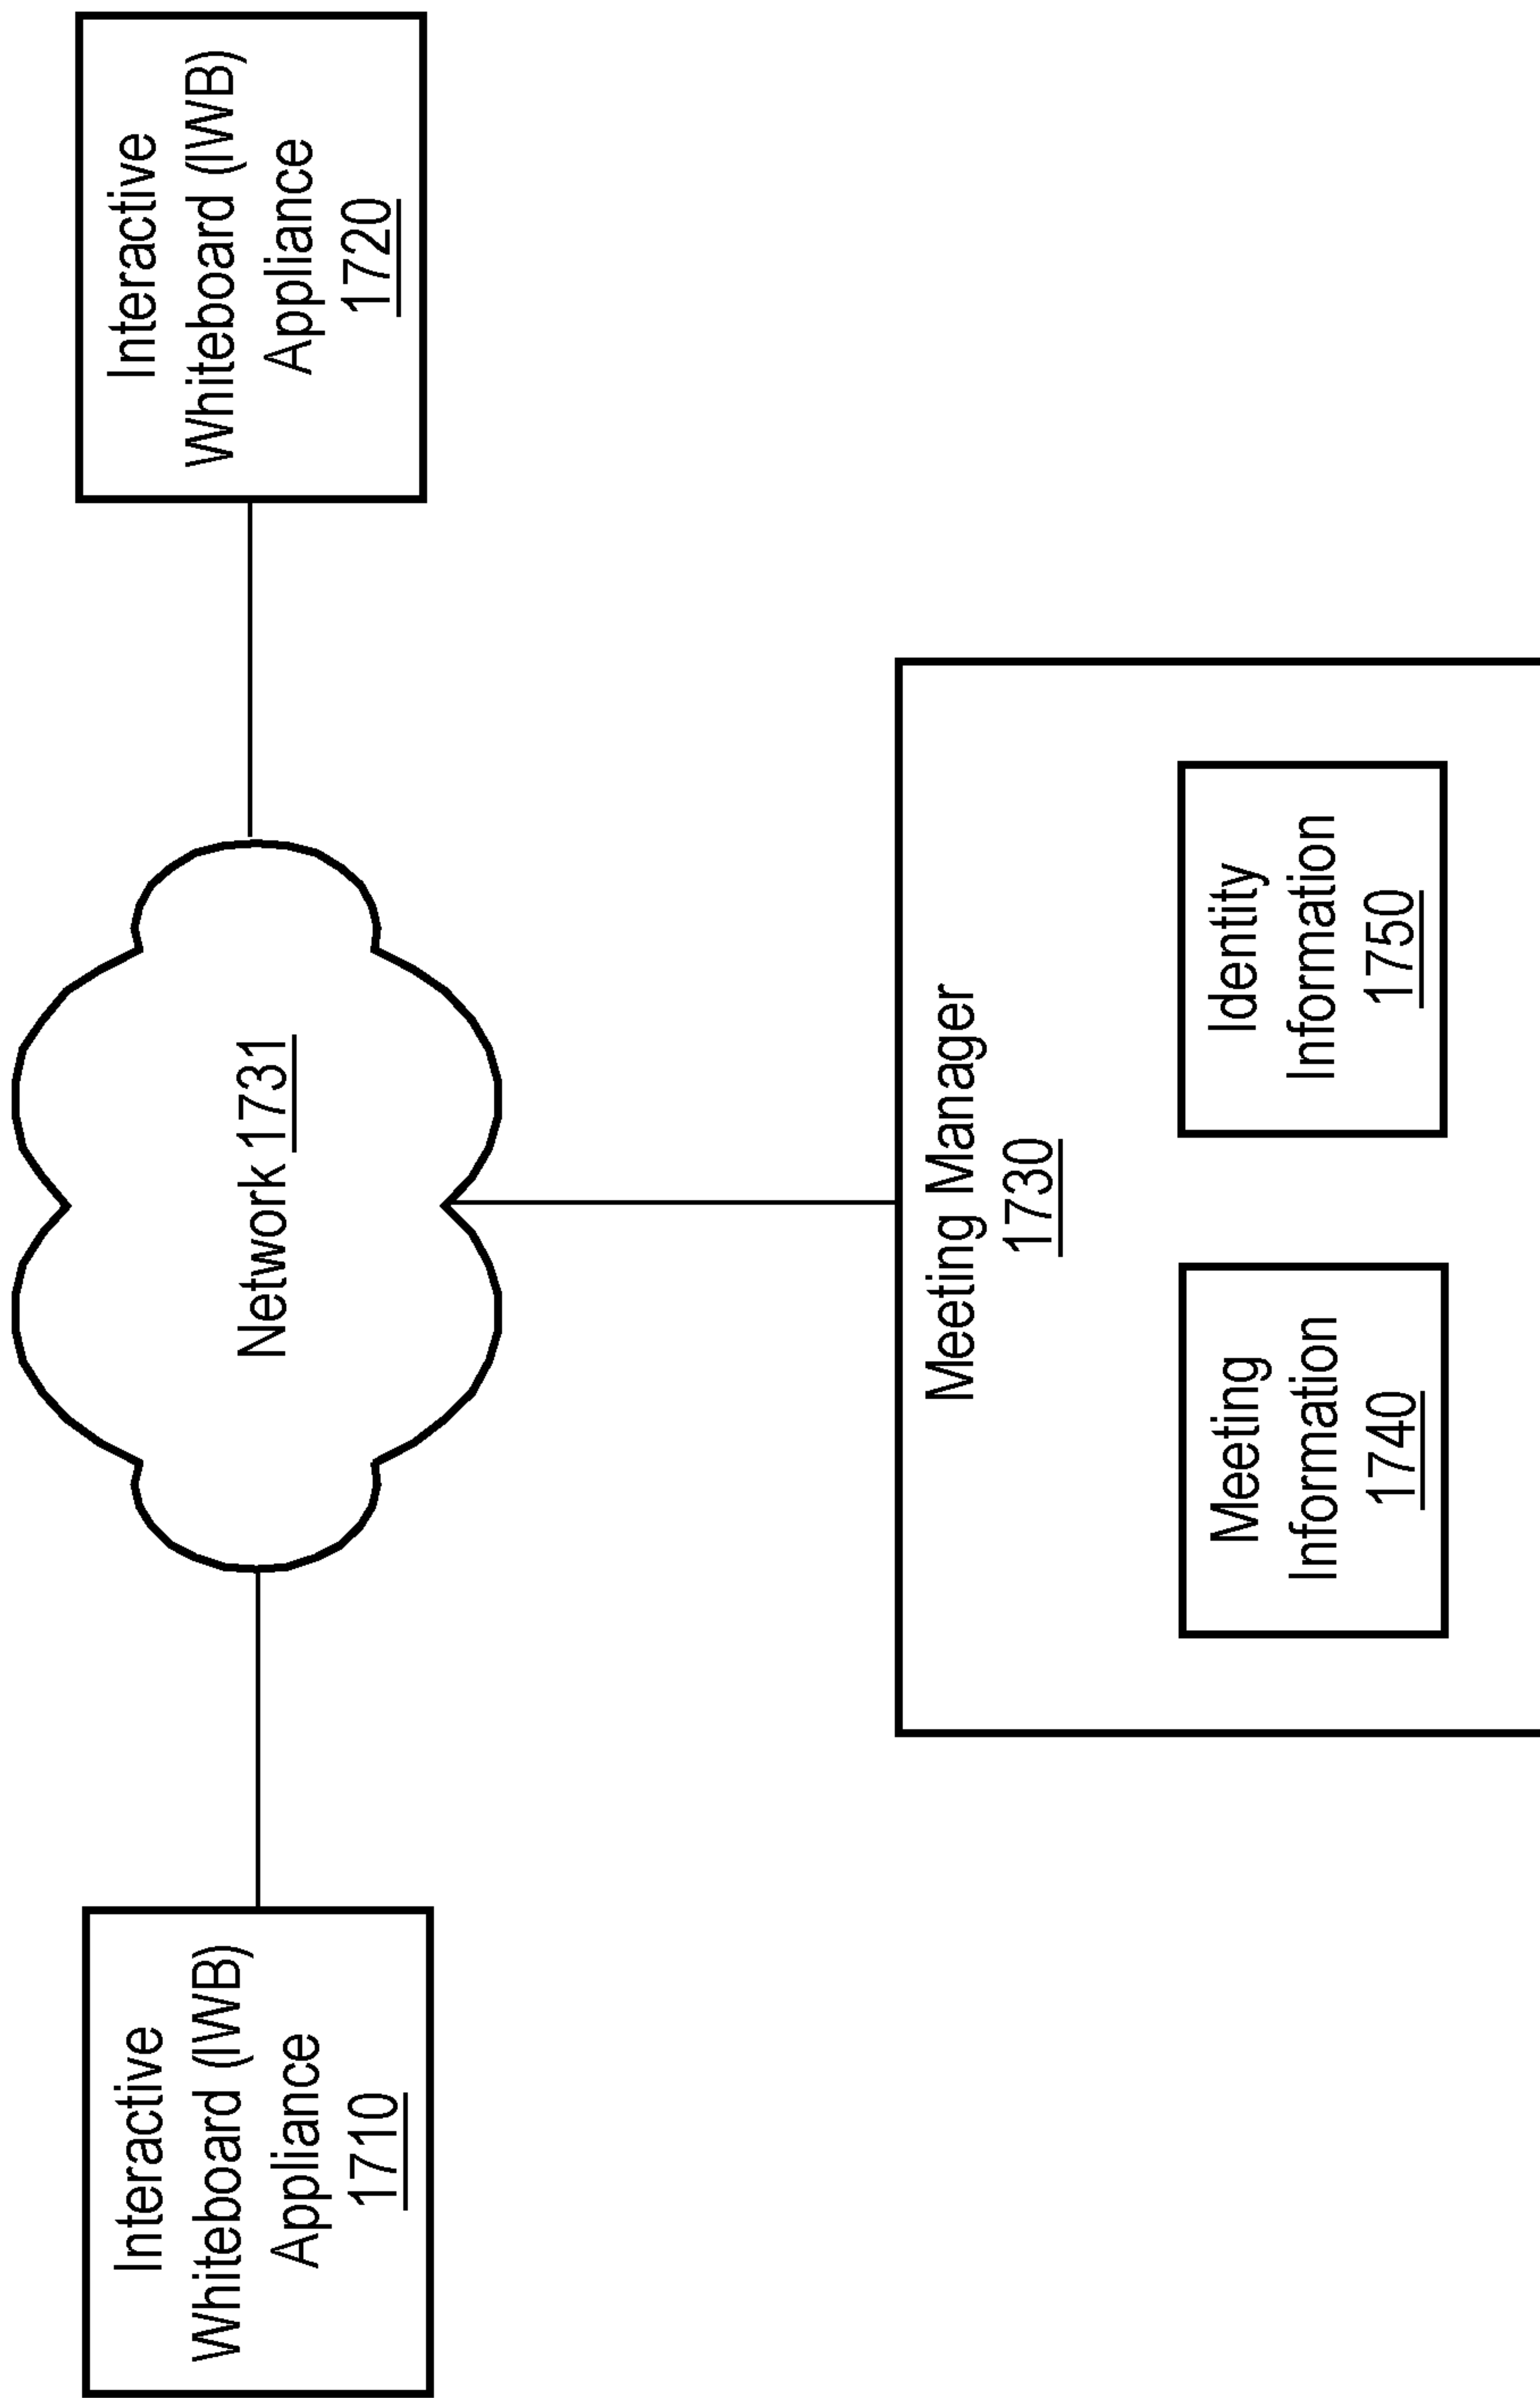 Interactive
Whiteboard (IWB)
Appliance
1710
Network 1731
Interactive
Whiteboard (IWB)
Appliance
1720
Meeting Manager
1730
Meeting
Information
1740
Identity
Information
1750